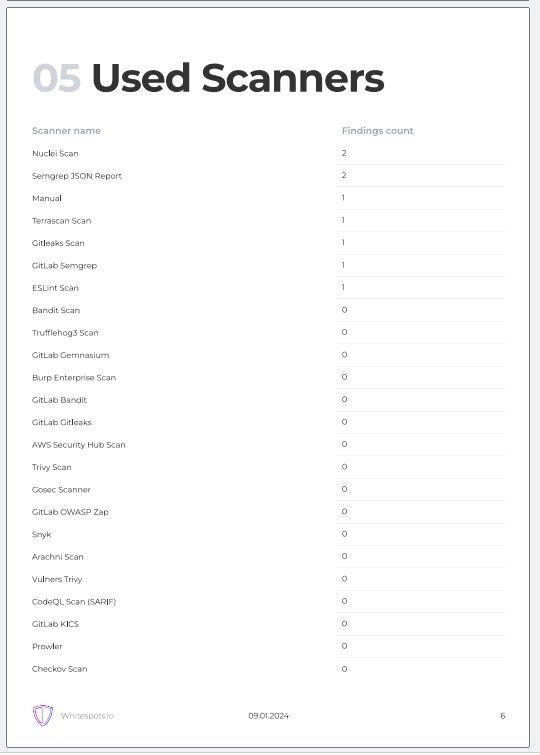 05 Used Scanners
Scanner name Findings count
Nuclei Scan 2
Semgrep JSON Report 2
Manual 1
Terrascan Scan 1
Gitleaks Scan 1
GitLab Semgrep 1
ESLint Scan 1
Bandit Scan 0
Trufflehog3 Scan 0
GitLab Gemnasium 0
Burp Enterprise Scan 0
GitLab Bandit 0
GitLab Gitleaks 0
AWS Security Hub Scan 0
Trivy Scan 0
Gosec Scanner 0
GitLab OWASP Zap 0
Snyk 0
Arachni Scan 0
Vulners Trivy 0
CodeQL Scan (SARIF) 0
GitLab KICS 0
Prowler 0
Checkov Scan 0
Whitespots.io 09.01.2024 6